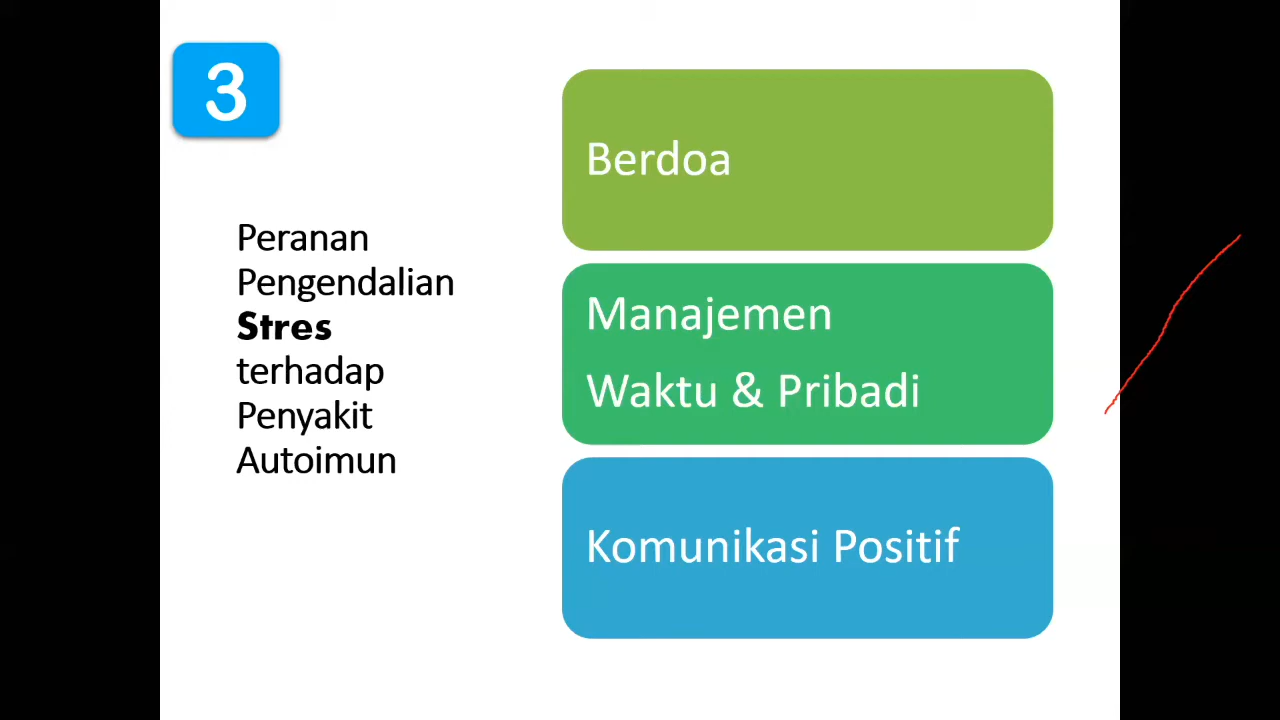 3
Peranan
Pengendalian
Stres
terhadap
Penyakit
Autoimun
Berdoa
Manajemen
Waktu & Pribadi
Komunikasi Positif